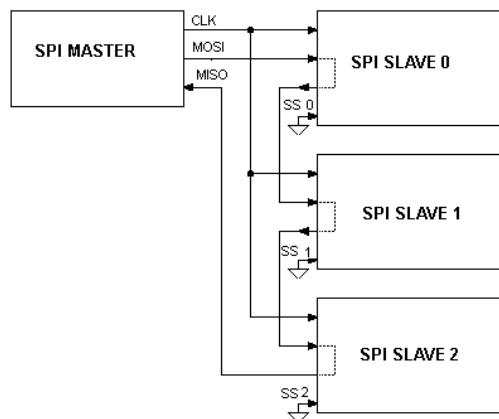 CLK
SPI MASTER
MOSI
MISO
SPI SLAVE 0
SS 0
SPI SLAVE 1
SS 1
SPI SLAVE 2
SS 2